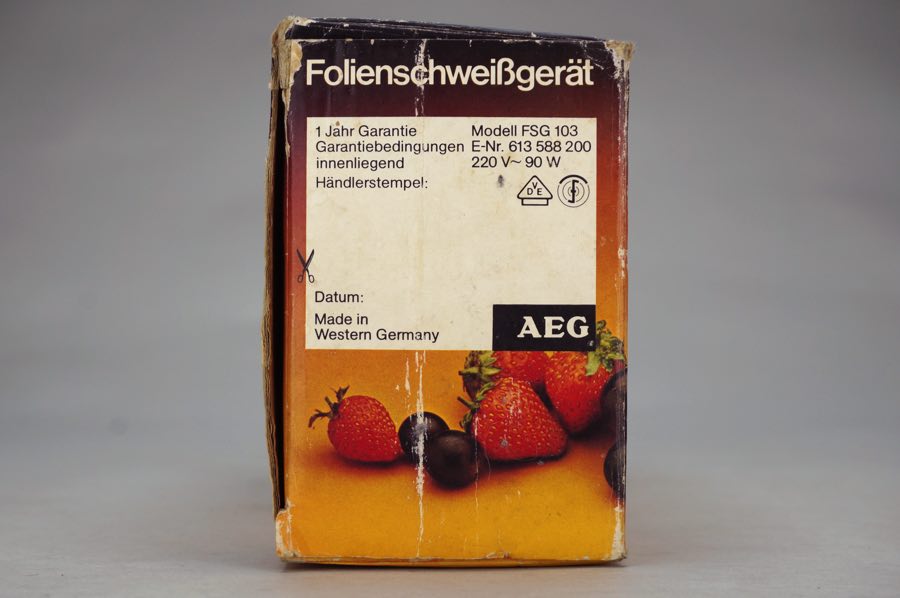 Folienschweißgerät
1 Jahr Garantie
Garantiebedingungen
innenliegend
Händlerstempel:
Modell FSG 103
E-Nr. 613 588 200
220 V~ 90 W
VDE
Datum:
Made in
Western Germany
AEG